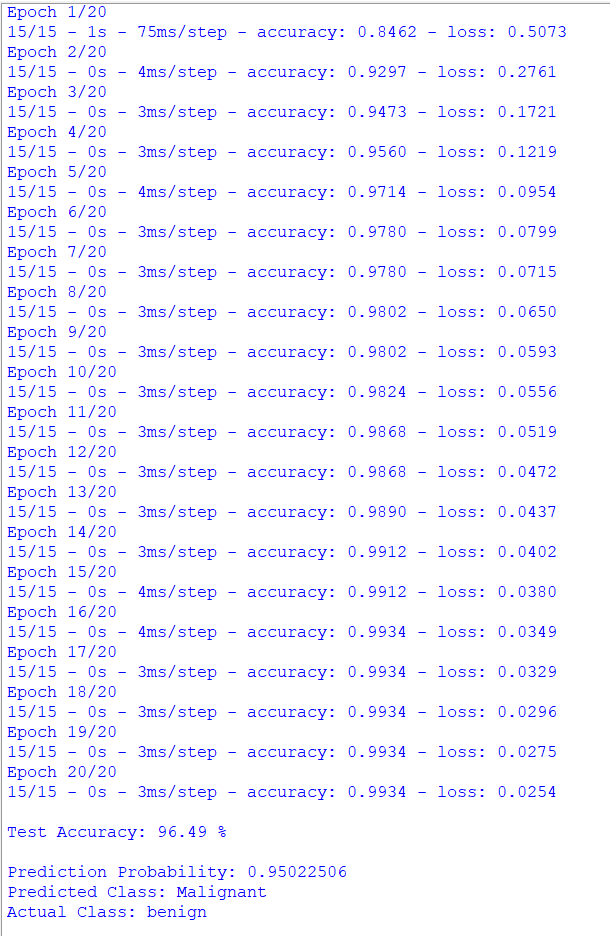 Epoch 1/20
15/15 - 1s - 75ms/step - accuracy: 0.8462 - loss: 0.5073
Epoch 2/20
15/15 - 0s - 4ms/step - accuracy: 0.9297 - loss: 0.2761
Epoch 3/20
15/15 - 0s - 3ms/step - accuracy: 0.9473 - loss: 0.1721
Epoch 4/20
15/15 - 0s - 3ms/step - accuracy: 0.9560 - loss: 0.1219
Epoch 5/20
15/15 - 0s - 4ms/step - accuracy: 0.9714 - loss: 0.0954
Epoch 6/20
15/15 - 0s - 3ms/step - accuracy: 0.9780 - loss: 0.0799
Epoch 7/20
15/15 - 0s - 3ms/step - accuracy: 0.9780 - loss: 0.0715
Epoch 8/20
15/15 - 0s - 3ms/step - accuracy: 0.9802 - loss: 0.0650
Epoch 9/20
15/15 - 0s - 3ms/step - accuracy: 0.9802 - loss: 0.0593
Epoch 10/20
15/15 - 0s - 3ms/step - accuracy: 0.9824 - loss: 0.0556
Epoch 11/20
15/15 - 0s - 3ms/step - accuracy: 0.9868 - loss: 0.0519
Epoch 12/20
15/15 - 0s - 3ms/step - accuracy: 0.9868 - loss: 0.0472
Epoch 13/20
15/15 - 0s - 3ms/step - accuracy: 0.9890 - loss: 0.0437
Epoch 14/20
15/15 - 0s - 3ms/step - accuracy: 0.9912 - loss: 0.0402
Epoch 15/20
15/15 - 0s - 4ms/step - accuracy: 0.9912 - loss: 0.0380
Epoch 16/20
15/15 - 0s - 4ms/step - accuracy: 0.9934 - loss: 0.0349
Epoch 17/20
15/15 - 0s - 3ms/step - accuracy: 0.9934 - loss: 0.0329
Epoch 18/20
15/15 - 0s - 3ms/step - accuracy: 0.9934 - loss: 0.0296
Epoch 19/20
15/15 - 0s - 3ms/step - accuracy: 0.9934 - loss: 0.0275
Epoch 20/20
15/15 - 0s - 3ms/step - accuracy: 0.9934 - loss: 0.0254
Test Accuracy: 96.49 %
Prediction Probability: 0.95022506
Predicted Class: Malignant
Actual Class: benign